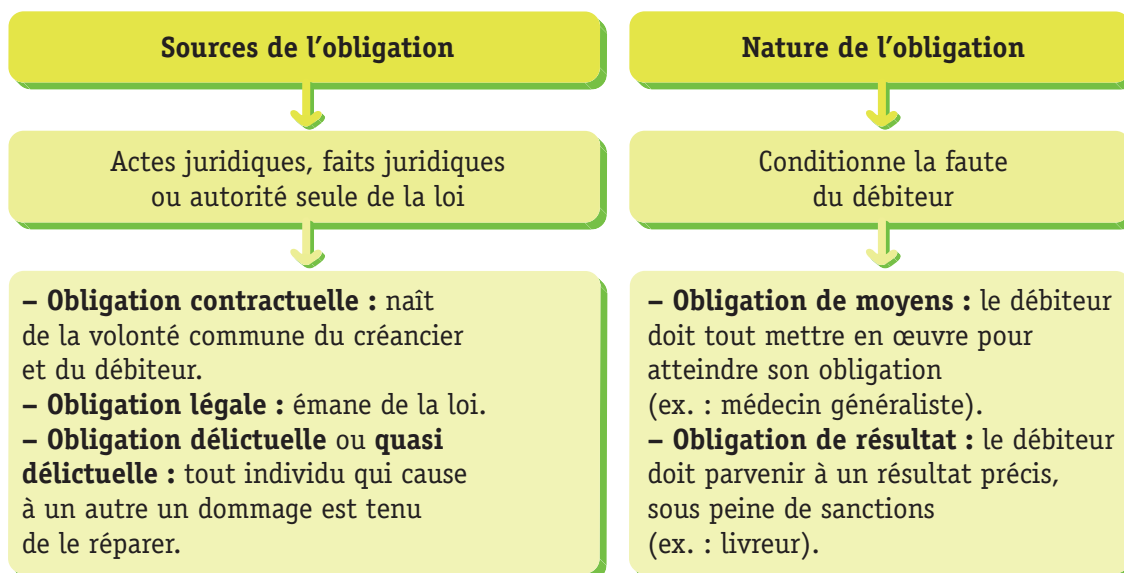 Sources de l’obligation
Actes juridiques, faits juridiques
ou autorité seule de la loi
– Obligation contractuelle : naît
de la volonté commune du créancier
et du débiteur.
– Obligation légale : émane de la loi.
– Obligation délictuelle ou quasi
délictuelle : tout individu qui cause
à un autre un dommage est tenu
de le réparer.
Nature de l’obligation
Conditionne la faute
du débiteur
– Obligation de moyens : le débiteur
doit tout mettre en œuvre pour
atteindre son obligation
(ex. : médecin généraliste).
– Obligation de résultat : le débiteur
doit parvenir à un résultat précis,
sous peine de sanctions
(ex. : livreur).